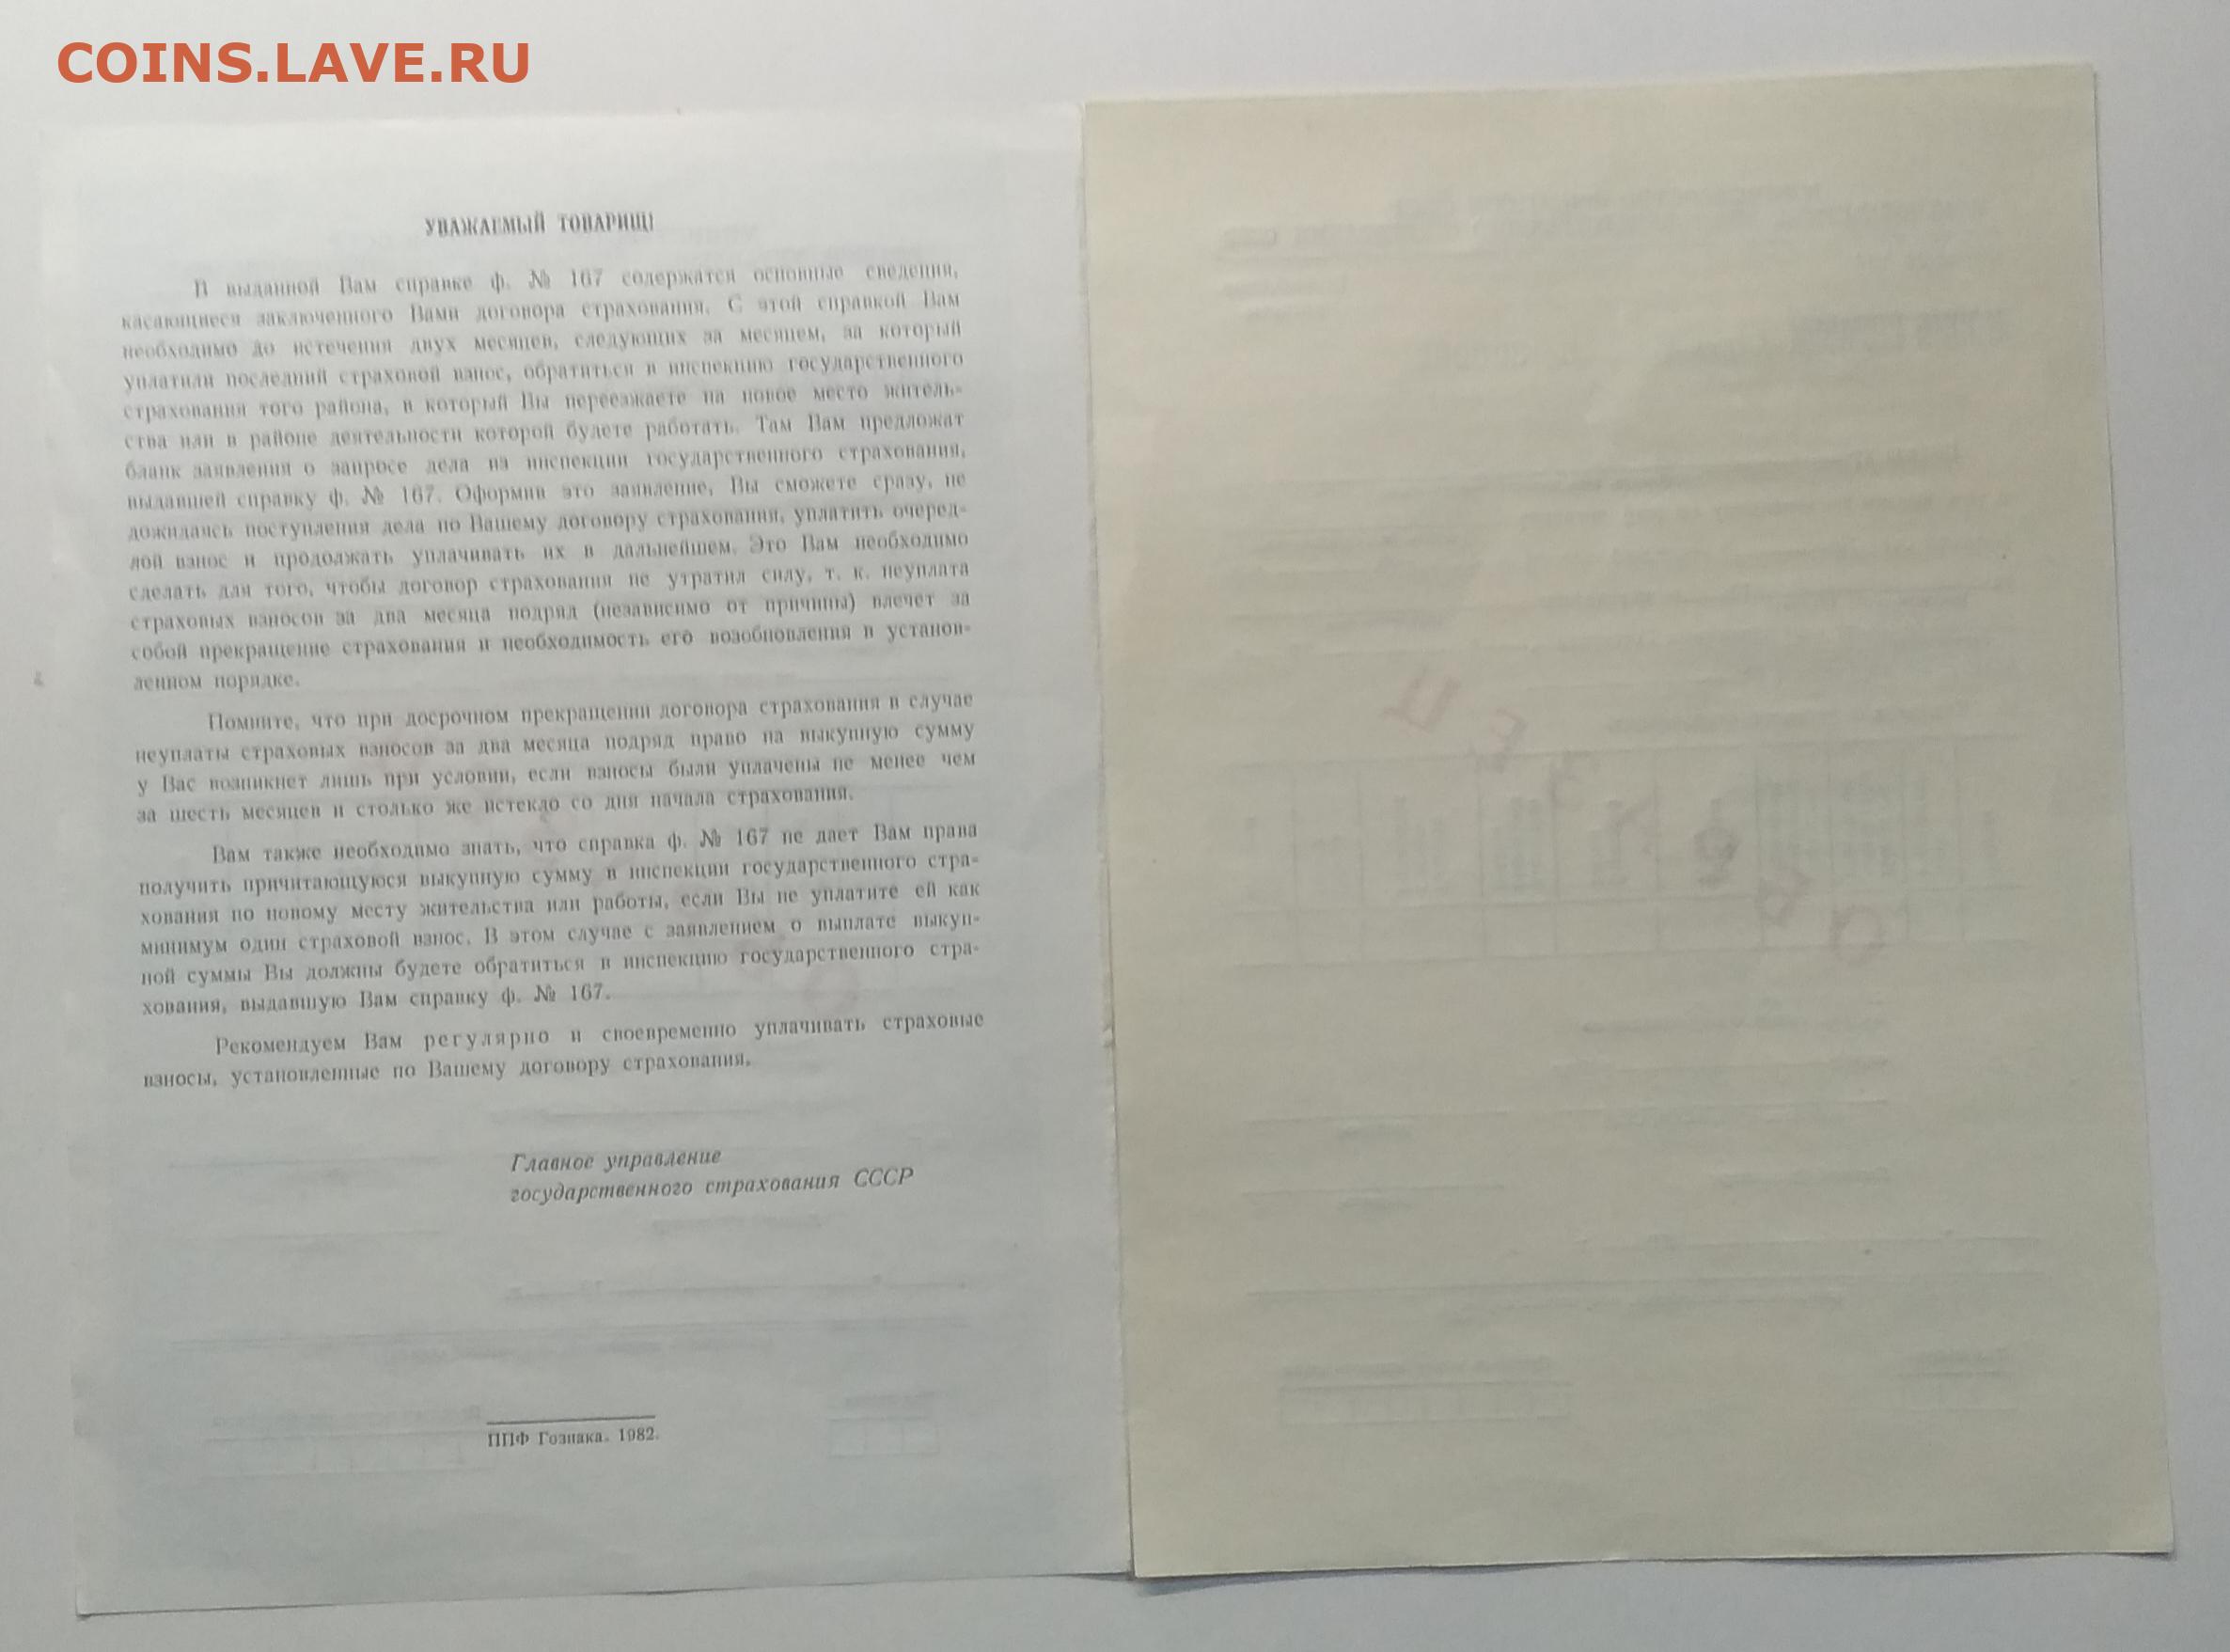 COINS.LAVE.RU
УВАЖАЕМЫЙ ТОВАРИЩ!
В выданной Вам справке ф. № 167 содержатся основные сведения,
касающиеся заключенного Вами договора страхования. С этой справкой Вам
необходимо до истечения двух месяцев, следующих за месяцем, за который
уплатили последний страховой взнос, обратиться в инспекцию государственного
страхования того района, в который Вы переезжаете на новое место житель-
ства или в районе деятельности которой будете работать. Там Вам предложат
бланк заявления о запросе дела из инспекции государственного страхования,
выдавшей справку ф. № 167. Оформив это заявление, Вы сможете сразу, не
дожидаясь поступления дела по Вашему договору страхования, уплатить очеред-
ной взнос и продолжать уплачивать их в дальнейшем. Это Вам необходимо
сделать для того, чтобы договор страхования не утратил силу, т. к. неуплата
страховых взносов за два месяца подряд (независимо от причины) влечет за
собой прекращение страхования и необходимость его возобновления в установ-
ленном порядке.
Помните, что при досрочном прекращении договора страхования в случае
неуплаты страховых взносов за два месяца подряд право на выкупную сумму
у Вас возникнет лишь при условии, если взносы были уплачены не менее чем
за шесть месяцев и столько же истекло со дня начала страхования.
Вам также необходимо знать, что справка ф. № 167 не дает Вам права
получить причитающуюся выкупную сумму в инспекции государственного стра-
хования по новому месту жительства или работы, если Вы не уплатите ей как
минимум один страховой взнос. В этом случае с заявлением о выплате выкуп-
ной суммы Вы должны будете обратиться в инспекцию государственного стра-
хования, выдавшую Вам справку ф. № 167.
Рекомендуем Вам регулярно и своевременно уплачивать страховые
взносы, установленные по Вашему договору страхования.
Главное управление
государственного страхования СССР
ППФ Гознака. 1982.
ОБРАЗЕЦ